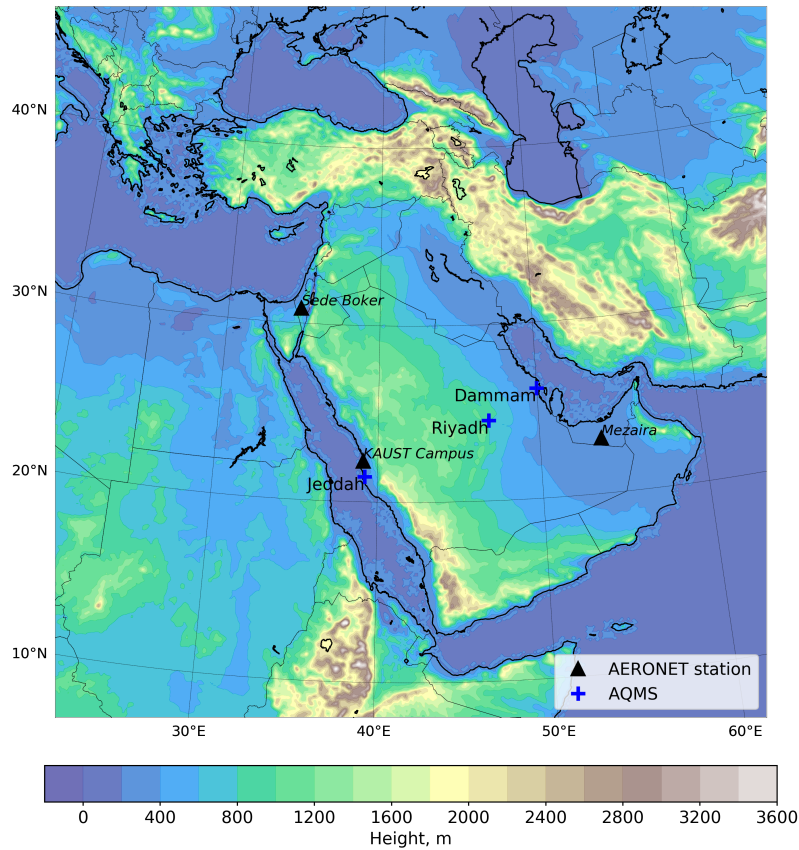 40°N
30°N
Sede Boker
Dammam
Riyadh
Mezaira
20°N
KAUST Campus
Jeddah
10°N
AERONET station
AQMS
30°E 40°E 50°E 60°E
0 400 800 1200 1600 2000 2400 2800 3200 3600
Height, m